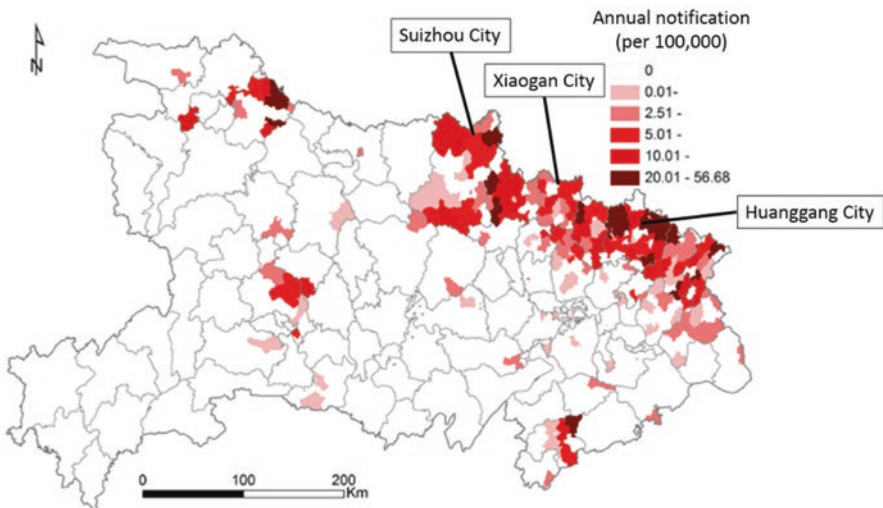 Annual notification
(per 100,000)
Suizhou City
Xiaogan City
Huanggang City
0
0.01-
2.51 -
5.01 -
10.01 -
20.01 - 56.68
N
0 100 200
Km